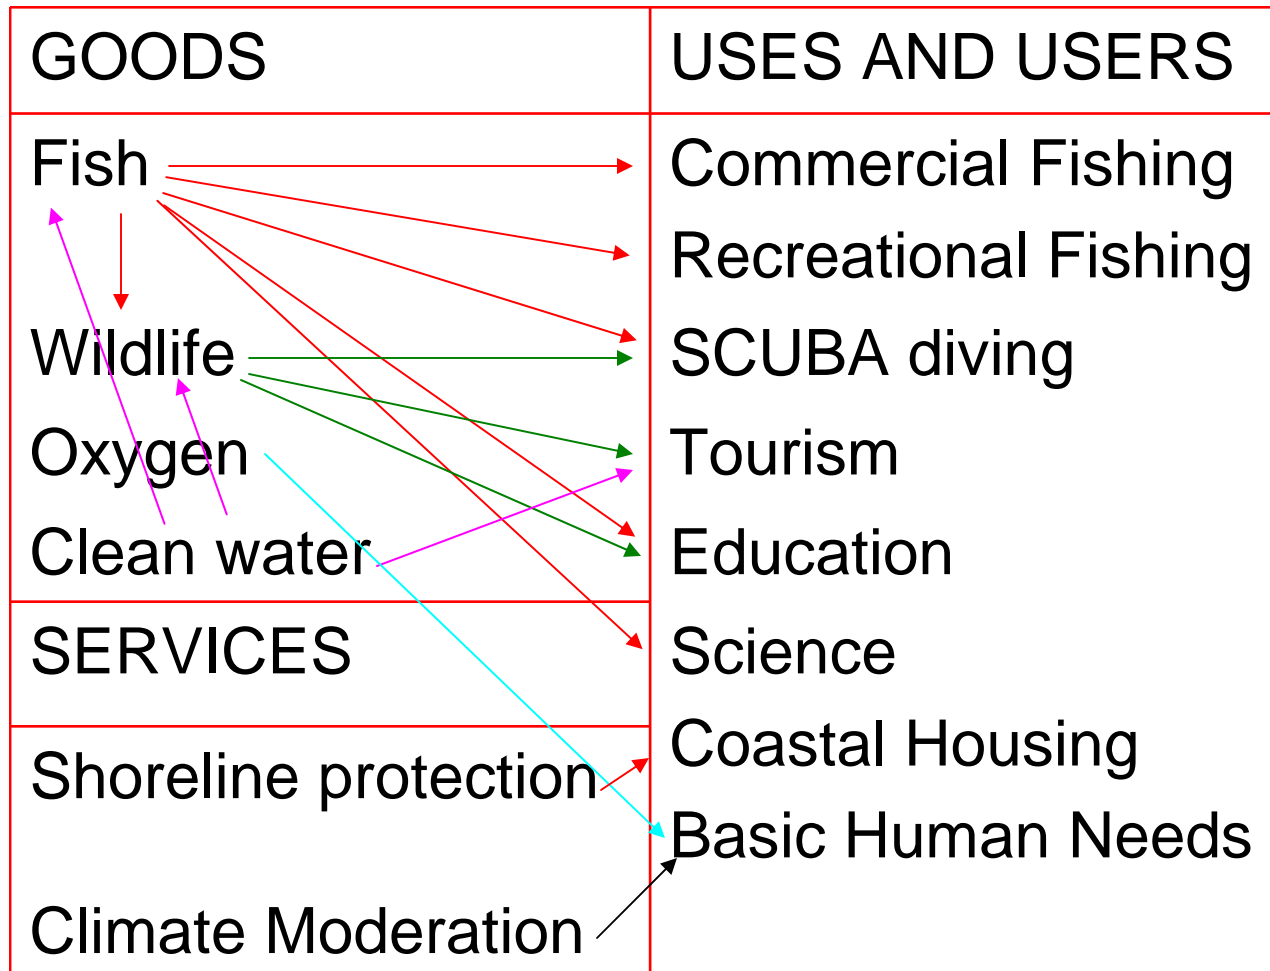 GOODS
USES AND USERS
Fish
Commercial Fishing
Recreational Fishing
Wildlife
SCUBA diving
Oxygen
Tourism
Clean water
Education
SERVICES
Science
Shoreline protection
Coastal Housing
Basic Human Needs
Climate Moderation